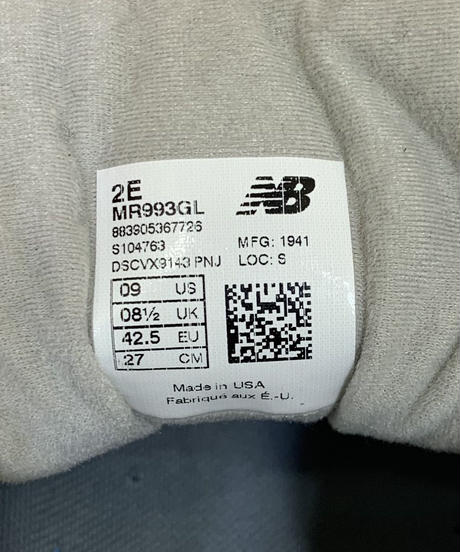 2E
MR993GL
883905367726
S104763
DSCVX9143 PNJ
NB
MFG: 1941
LOC: S
09 US
08½ UK
42.5 EU
27 CM
Made in USA
Fabriqué aux É.-U.